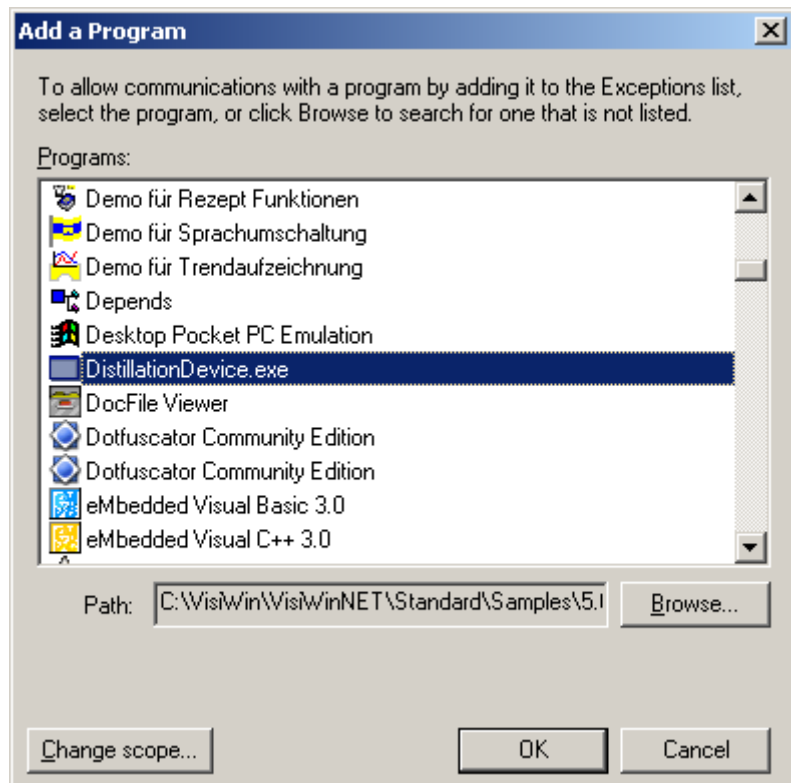 Add a Program
To allow communications with a program by adding it to the Exceptions list,
select the program, or click Browse to search for one that is not listed.
Programs:
Demo für Rezept Funktionen
Demo für Sprachumschaltung
Demo für Trendaufzeichnung
Depends
Desktop Pocket PC Emulation
DistillationDevice.exe
DocFile Viewer
Dotfuscator Community Edition
Dotfuscator Community Edition
eMbedded Visual Basic 3.0
eMbedded Visual C++ 3.0
Path: C:\VisiWin\VisiWinNET\Standard\Samples\5. Browse...
Change scope... OK Cancel